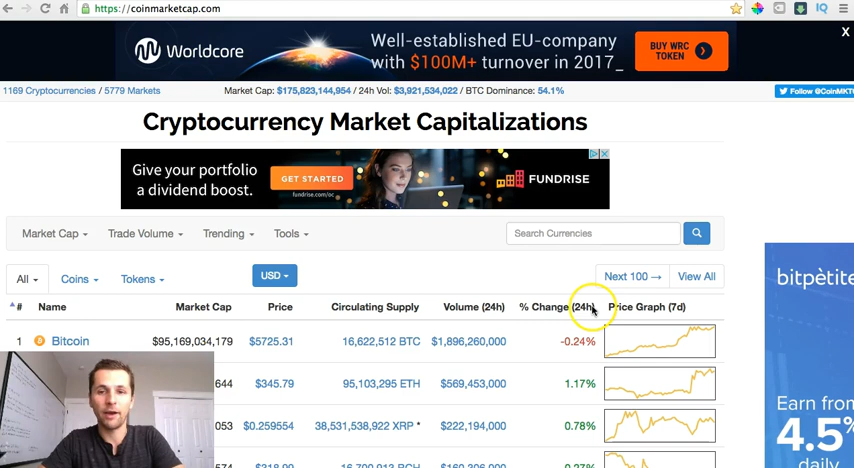 https://coinmarketcap.com
Worldcore
Well-established EU-company
with $100M+ turnover in 2017_
BUY WRC
TOKEN
X
1169 Cryptocurrencies / 5779 Markets
Market Cap: $175,823,144,954 / 24h Vol: $3,921,534,022 / BTC Dominance: 54.1%
Follow @CoinMKTC
Cryptocurrency Market Capitalizations
Give your portfolio
a dividend boost.
GET STARTED
fundrise.com/oc
FUNDRISE
Market Cap
Trade Volume
Trending
Tools
Search Currencies
All
Coins
Tokens
USD
Next 100 →
View All
# Name Market Cap Price Circulating Supply Volume (24h) % Change (24h) Price Graph (7d)
1 Bitcoin $95,169,034,179 $5725.31 16,622,512 BTC $1,896,260,000 -0.24%
644 $345.79 95,103,295 ETH $569,453,000 1.17%
053 $0.259554 38,531,538,922 XRP * $222,194,000 0.78%
bitpètite
Earn from
4.5%
daily